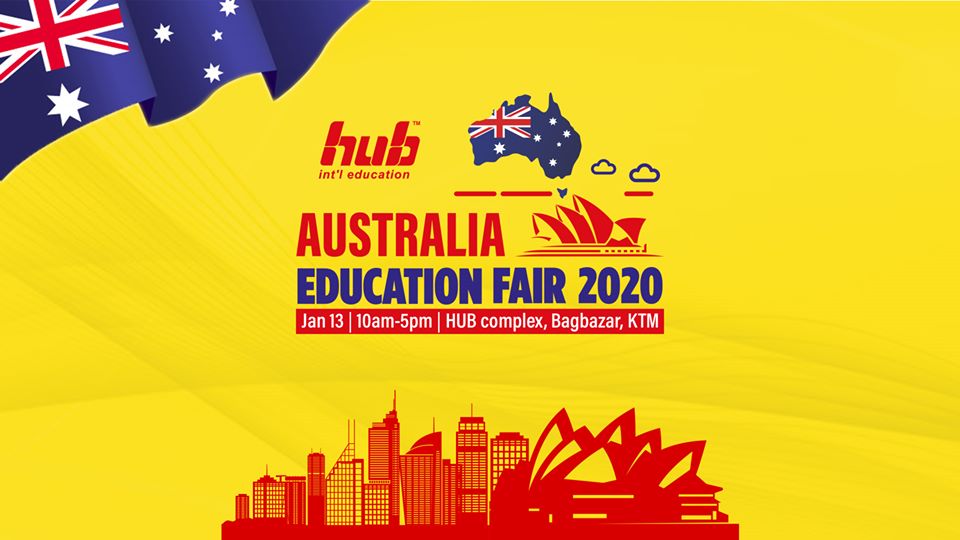 hub™
int'l education
AUSTRALIA
EDUCATION FAIR 2020
Jan 13 | 10am-5pm | HUB complex, Bagbazar, KTM